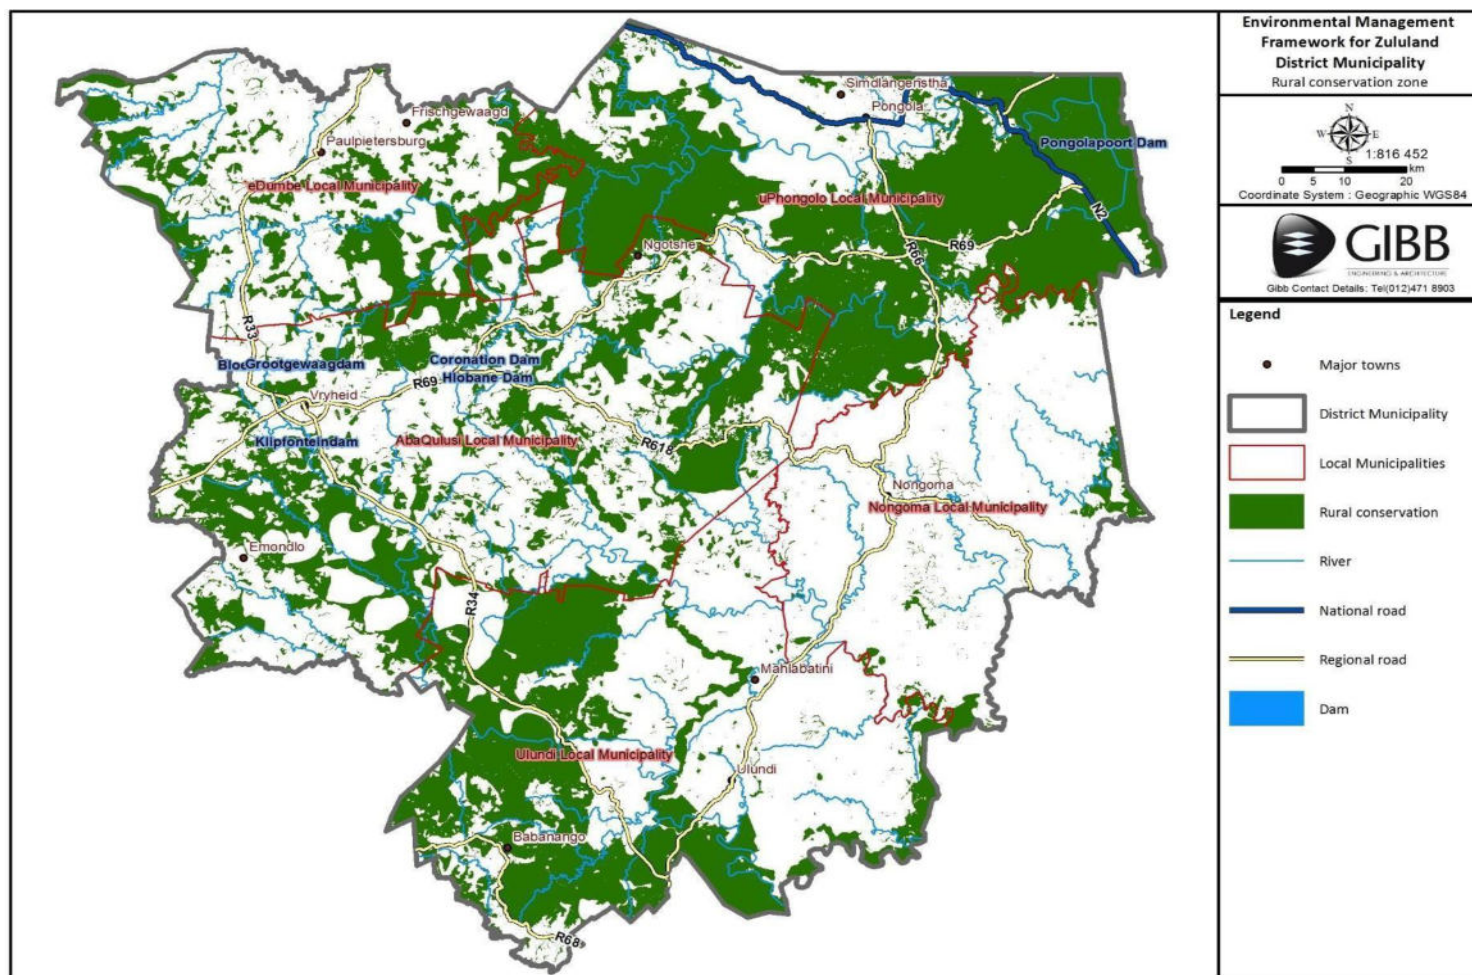 Environmental Management
Framework for Zululand
District Municipality
Rural conservation zone
N
W E
S
1:816 452
km
0 5 10 20
Coordinate System : Geographic WGS84
GIBB
ENGINEERING & ARCHITECTURE
Gibb Contact Details: Tel(012)471 8903
Legend
Major towns
District Municipality
Local Municipalities
Rural conservation
River
National road
Regional road
Dam
Simdlangenstha
Pongola
Frischgewaagd
Paulpietersburg
Pongolapoort Dam
eDumbe Local Municipality
uPhongolo Local Municipality
N2
Ngotshe
R69
R66
R33
Coronation Dam
Grootgewaagdam
Hlobane Dam
R69
Vryheid
Klipfonteindam
AbaQulusi Local Municipality
R618
Nongoma
Nongoma Local Municipality
Emondlo
R34
Mahlabatini
Ulundi Local Municipality
Ulundi
Babanango
R68